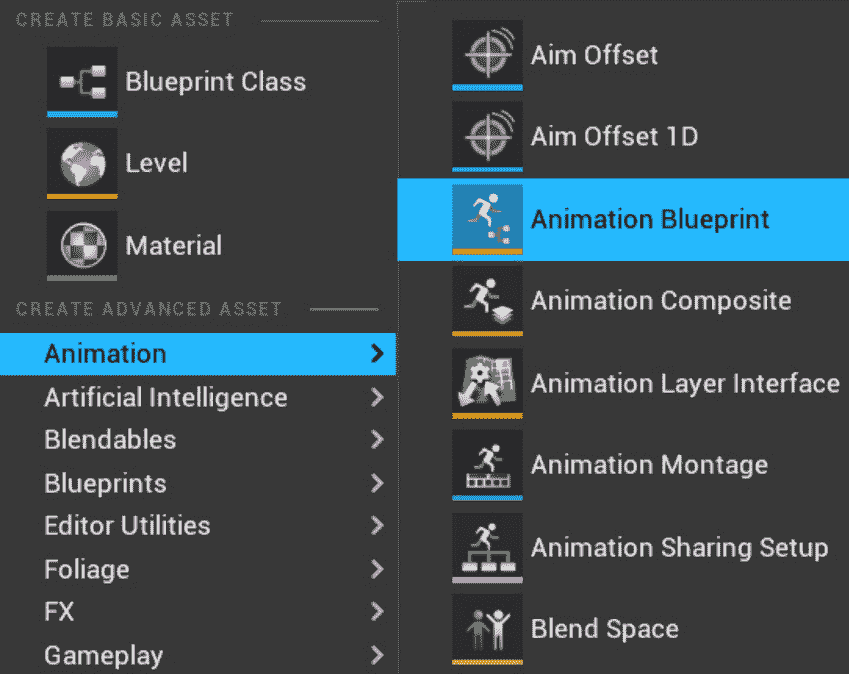 CREATE BASIC ASSET
Blueprint Class
Level
Material
CREATE ADVANCED ASSET
Animation
Artificial Intelligence
Blendables
Blueprints
Editor Utilities
Foliage
FX
Gameplay
Aim Offset
Aim Offset 1D
Animation Blueprint
Animation Composite
Animation Layer Interface
Animation Montage
Animation Sharing Setup
Blend Space